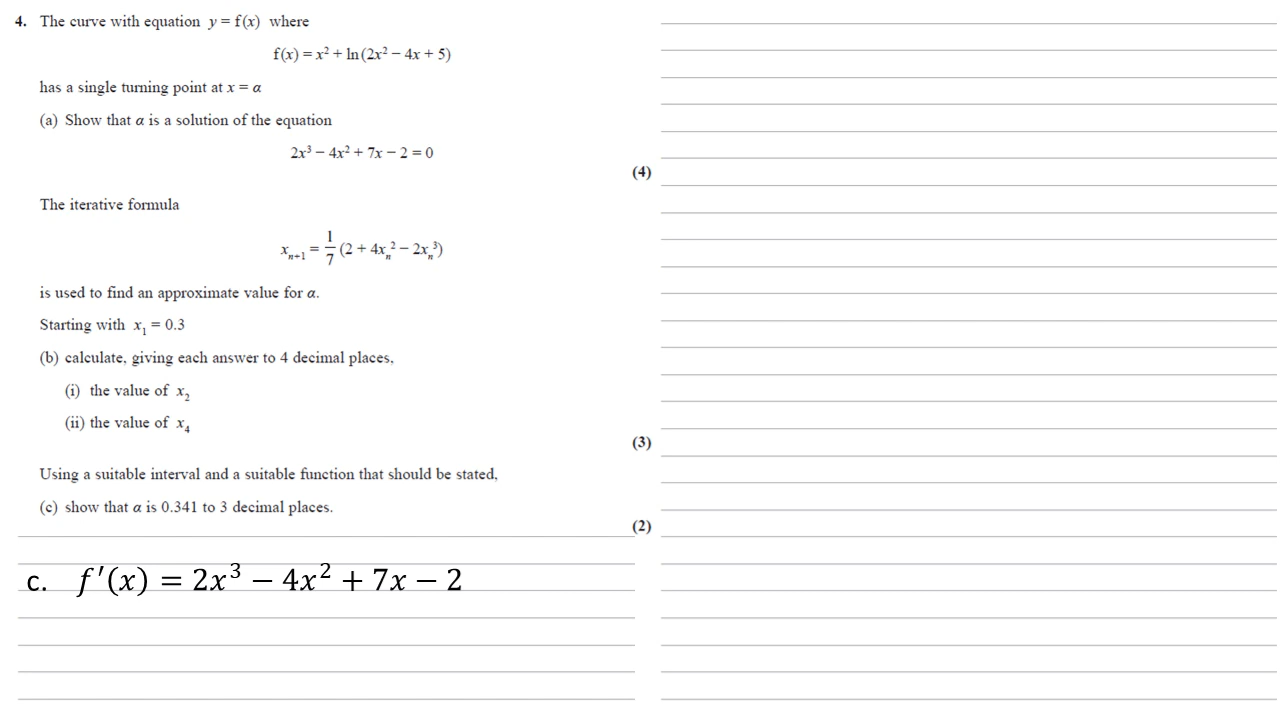 4. The curve with equation y = f(x) where
f(x) = x² + ln(2x² − 4x + 5)
has a single turning point at x = α
(a) Show that α is a solution of the equation
2x³ − 4x² + 7x − 2 = 0
(4)
The iterative formula
xₙ₊₁ = 1/7 (2 + 4xₙ² − 2xₙ³)
is used to find an approximate value for α.
Starting with x₁ = 0.3
(b) calculate, giving each answer to 4 decimal places,
(i) the value of x₂
(ii) the value of x₄
(3)
Using a suitable interval and a suitable function that should be stated,
(c) show that α is 0.341 to 3 decimal places.
(2)
c. f′(x) = 2x³ − 4x² + 7x − 2